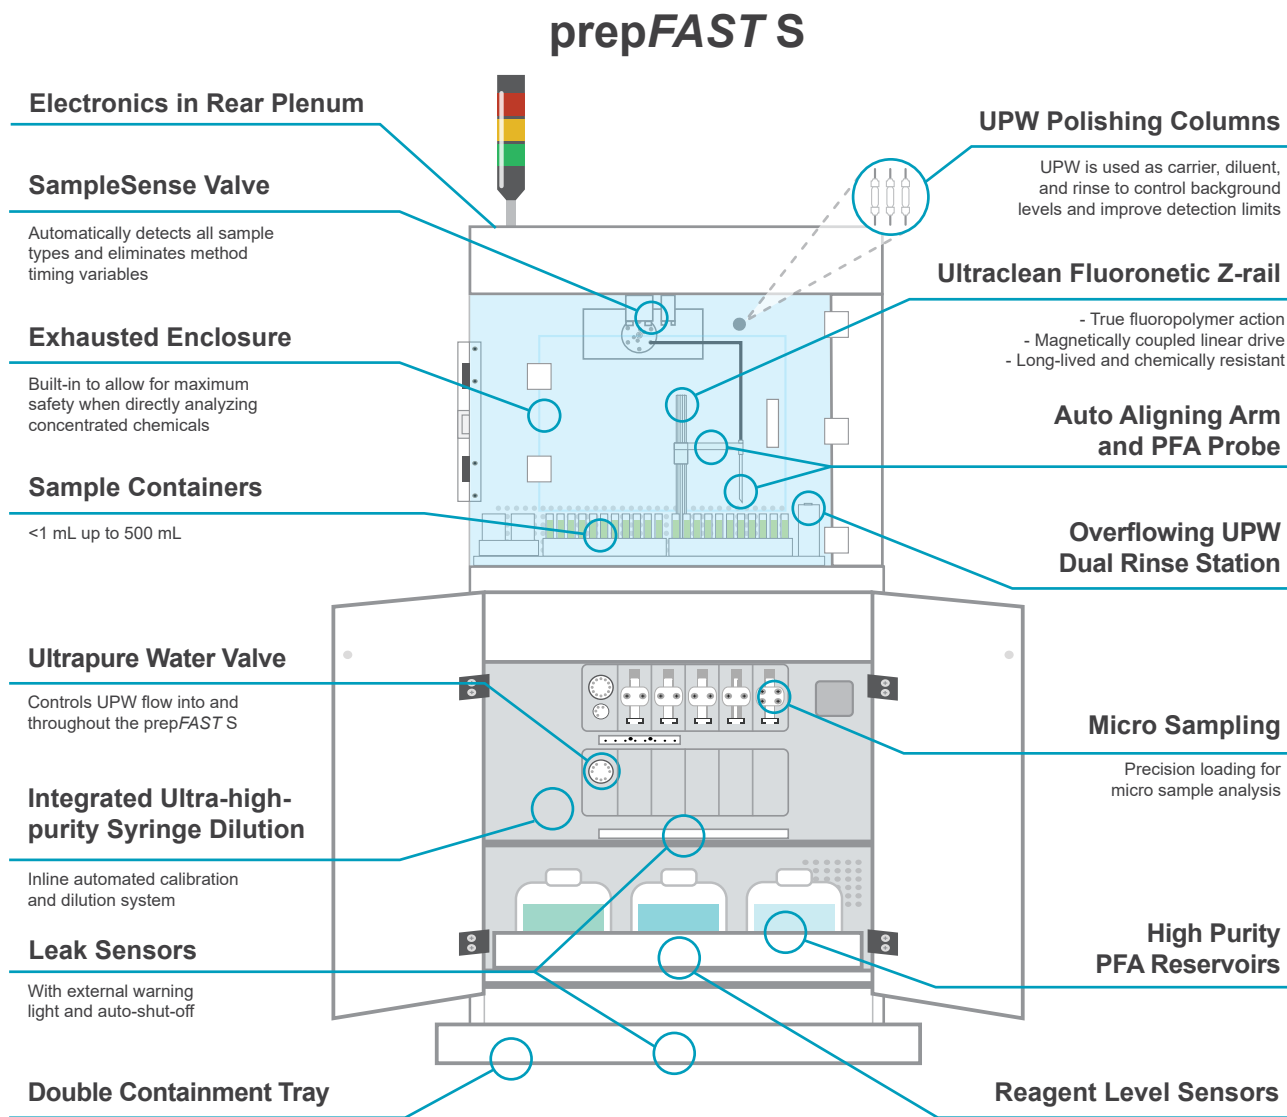 prepFAST S
Electronics in Rear Plenum
SampleSense Valve
Automatically detects all sample
types and eliminates method
timing variables
Exhausted Enclosure
Built-in to allow for maximum
safety when directly analyzing
concentrated chemicals
Sample Containers
<1 mL up to 500 mL
Ultrapure Water Valve
Controls UPW flow into and
throughout the prepFAST S
Integrated Ultra-high-
purity Syringe Dilution
Inline automated calibration
and dilution system
Leak Sensors
With external warning
light and auto-shut-off
Double Containment Tray
UPW Polishing Columns
UPW is used as carrier, diluent,
and rinse to control background
levels and improve detection limits
Ultraclean Fluoronetic Z-rail
- True fluoropolymer action
- Magnetically coupled linear drive
- Long-lived and chemically resistant
Auto Aligning Arm
and PFA Probe
Overflowing UPW
Dual Rinse Station
Micro Sampling
Precision loading for
micro sample analysis
High Purity
PFA Reservoirs
Reagent Level Sensors